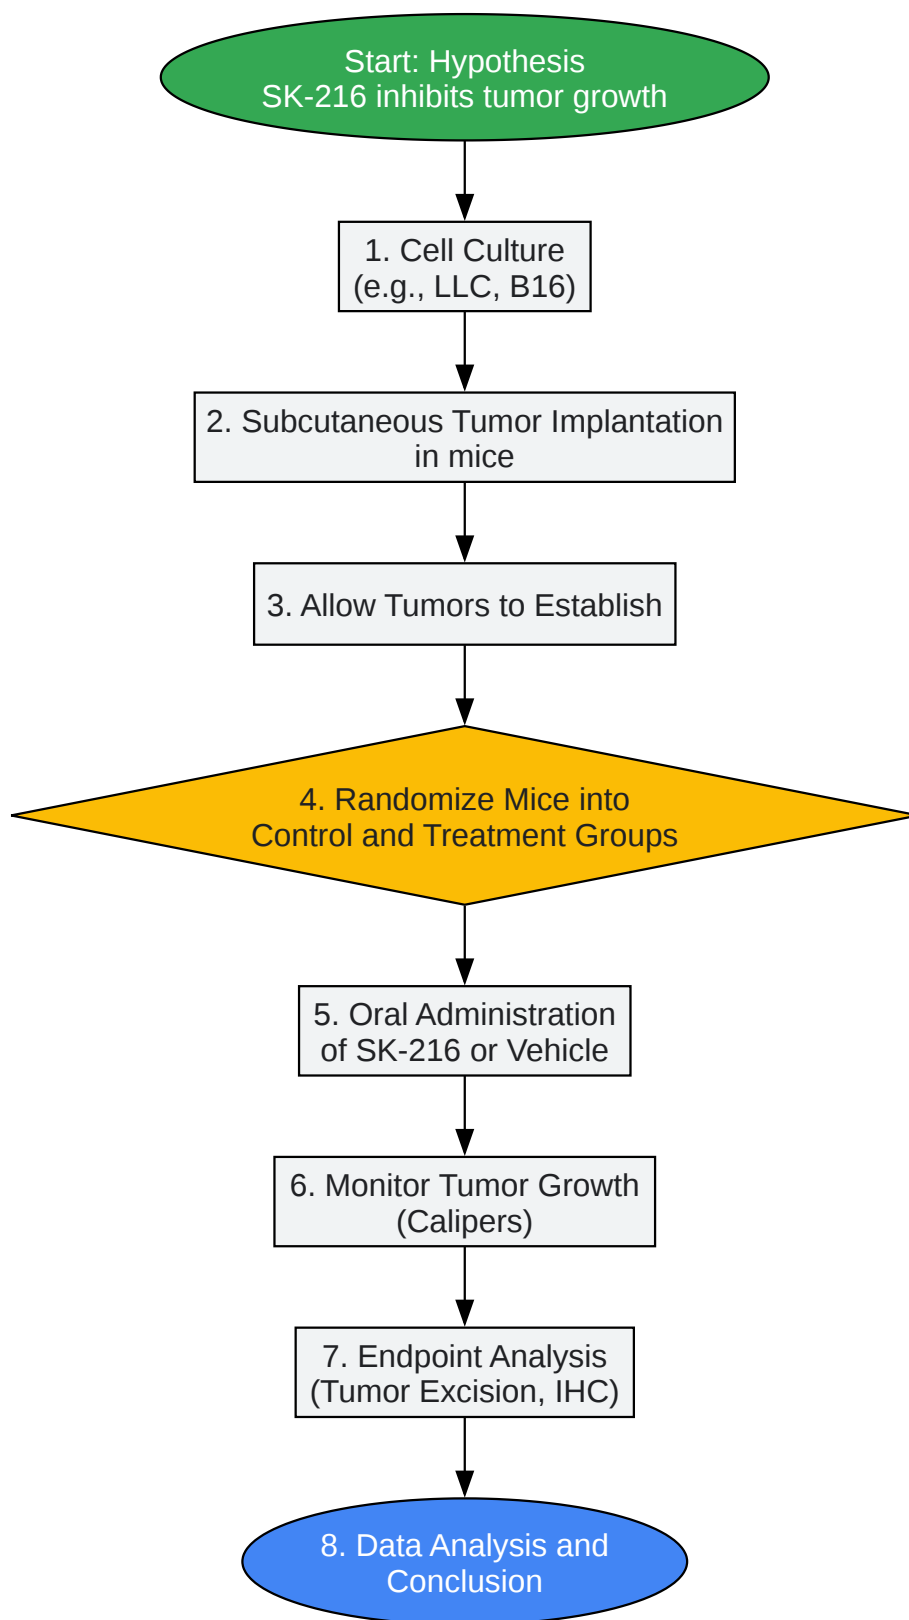 Start: Hypothesis
SK-216 inhibits tumor growth
1. Cell Culture
(e.g., LLC, B16)
2. Subcutaneous Tumor Implantation
in mice
3. Allow Tumors to Establish
4. Randomize Mice into
Control and Treatment Groups
5. Oral Administration
of SK-216 or Vehicle
6. Monitor Tumor Growth
(Calipers)
7. Endpoint Analysis
(Tumor Excision, IHC)
8. Data Analysis and
Conclusion